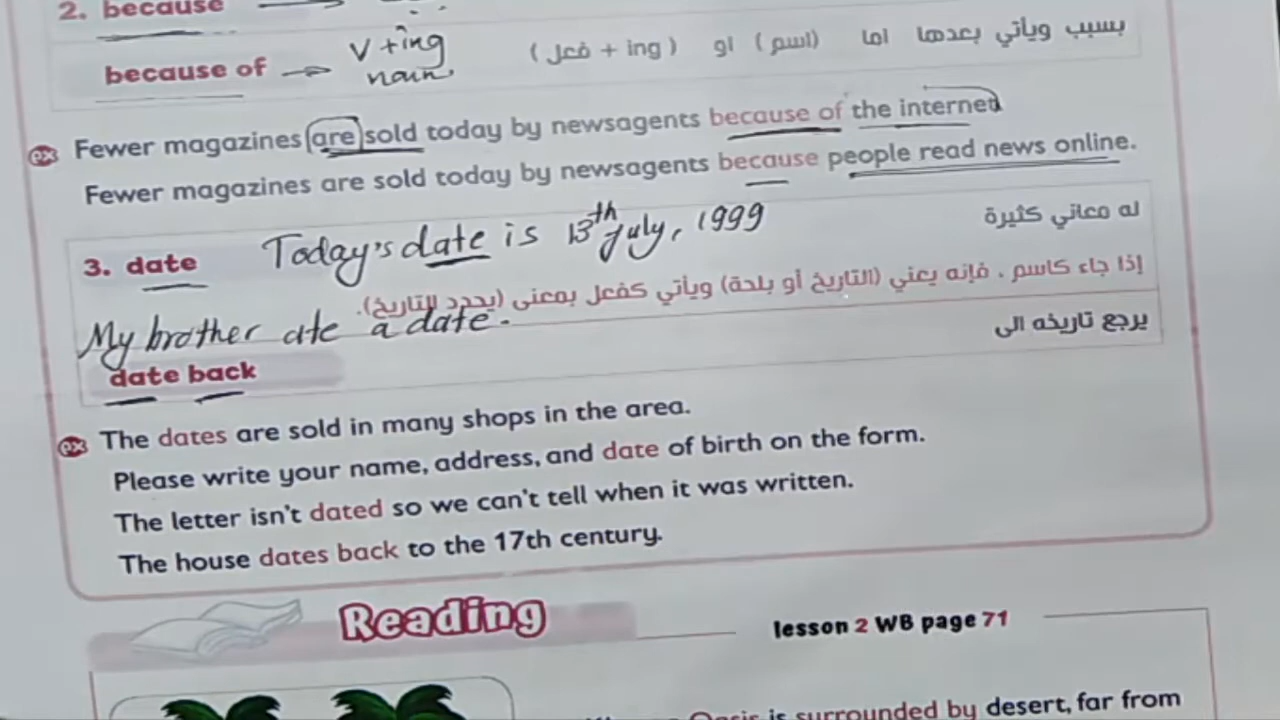 2. because
V +ing
noun
because of
بسبب ويأتي بعدها اما (اسم) او (فعل + ing)
ex Fewer magazines are sold today by newsagents because of the internet
Fewer magazines are sold today by newsagents because people read news online.
Today's date is 13th july, 1999
3. date
له معاني كثيرة
إذا جاء كاسم ، فإنه يعني (التاريخ أو بلحة) ويأتي كفعل بمعنى (يحدد التاريخ).
My brother ate a date.
date back
يرجع تاريخه الى
ex The dates are sold in many shops in the area.
Please write your name, address, and date of birth on the form.
The letter isn't dated so we can't tell when it was written.
The house dates back to the 17th century.
Reading
lesson 2 WB page 71
Oasis is surrounded by desert, far from